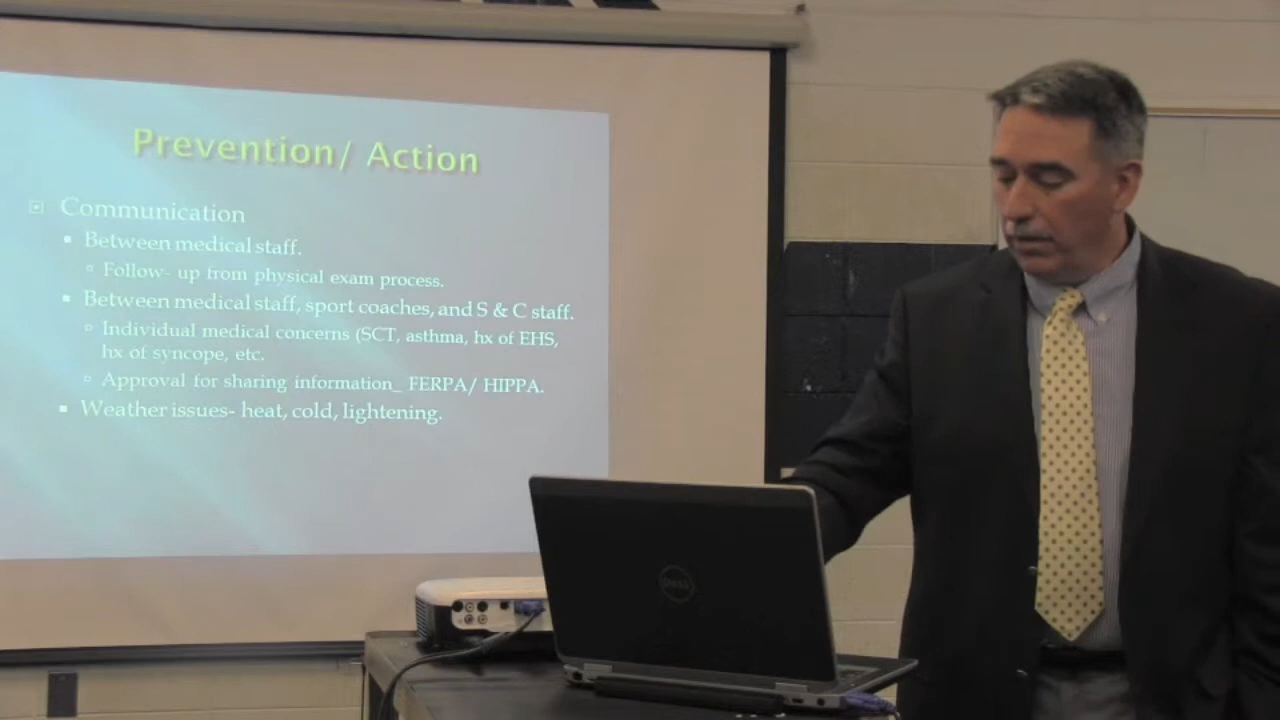 Prevention/ Action
Communication
Between medical staff.
Follow- up from physical exam process.
Between medical staff, sport coaches, and S & C staff.
Individual medical concerns (SCT, asthma, hx of EHS,
hx of syncope, etc.
Approval for sharing information_ FERPA/ HIPPA.
Weather issues- heat, cold, lightening.
DELL